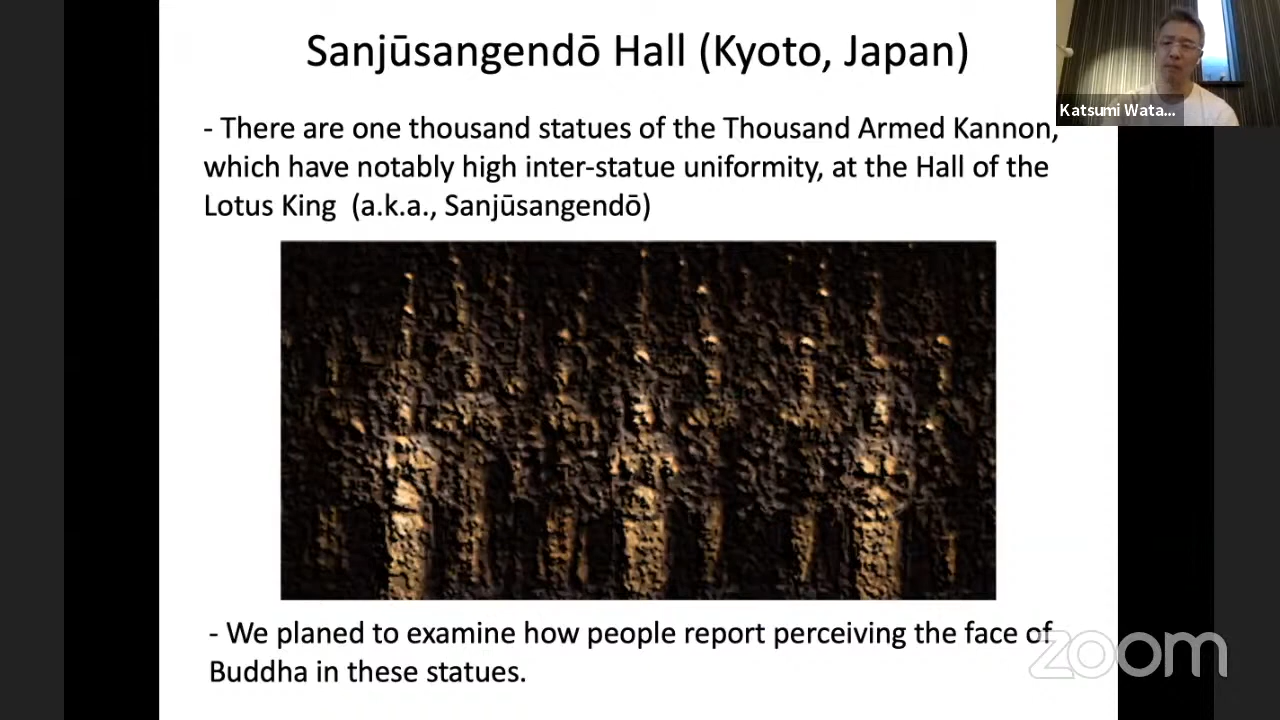 Sanjūsangendō Hall (Kyoto, Japan)
Katsumi Wata...
- There are one thousand statues of the Thousand Armed Kannon,
which have notably high inter-statue uniformity, at the Hall of the
Lotus King (a.k.a., Sanjūsangendō)
- We planed to examine how people report perceiving the face of
Buddha in these statues.
zoom